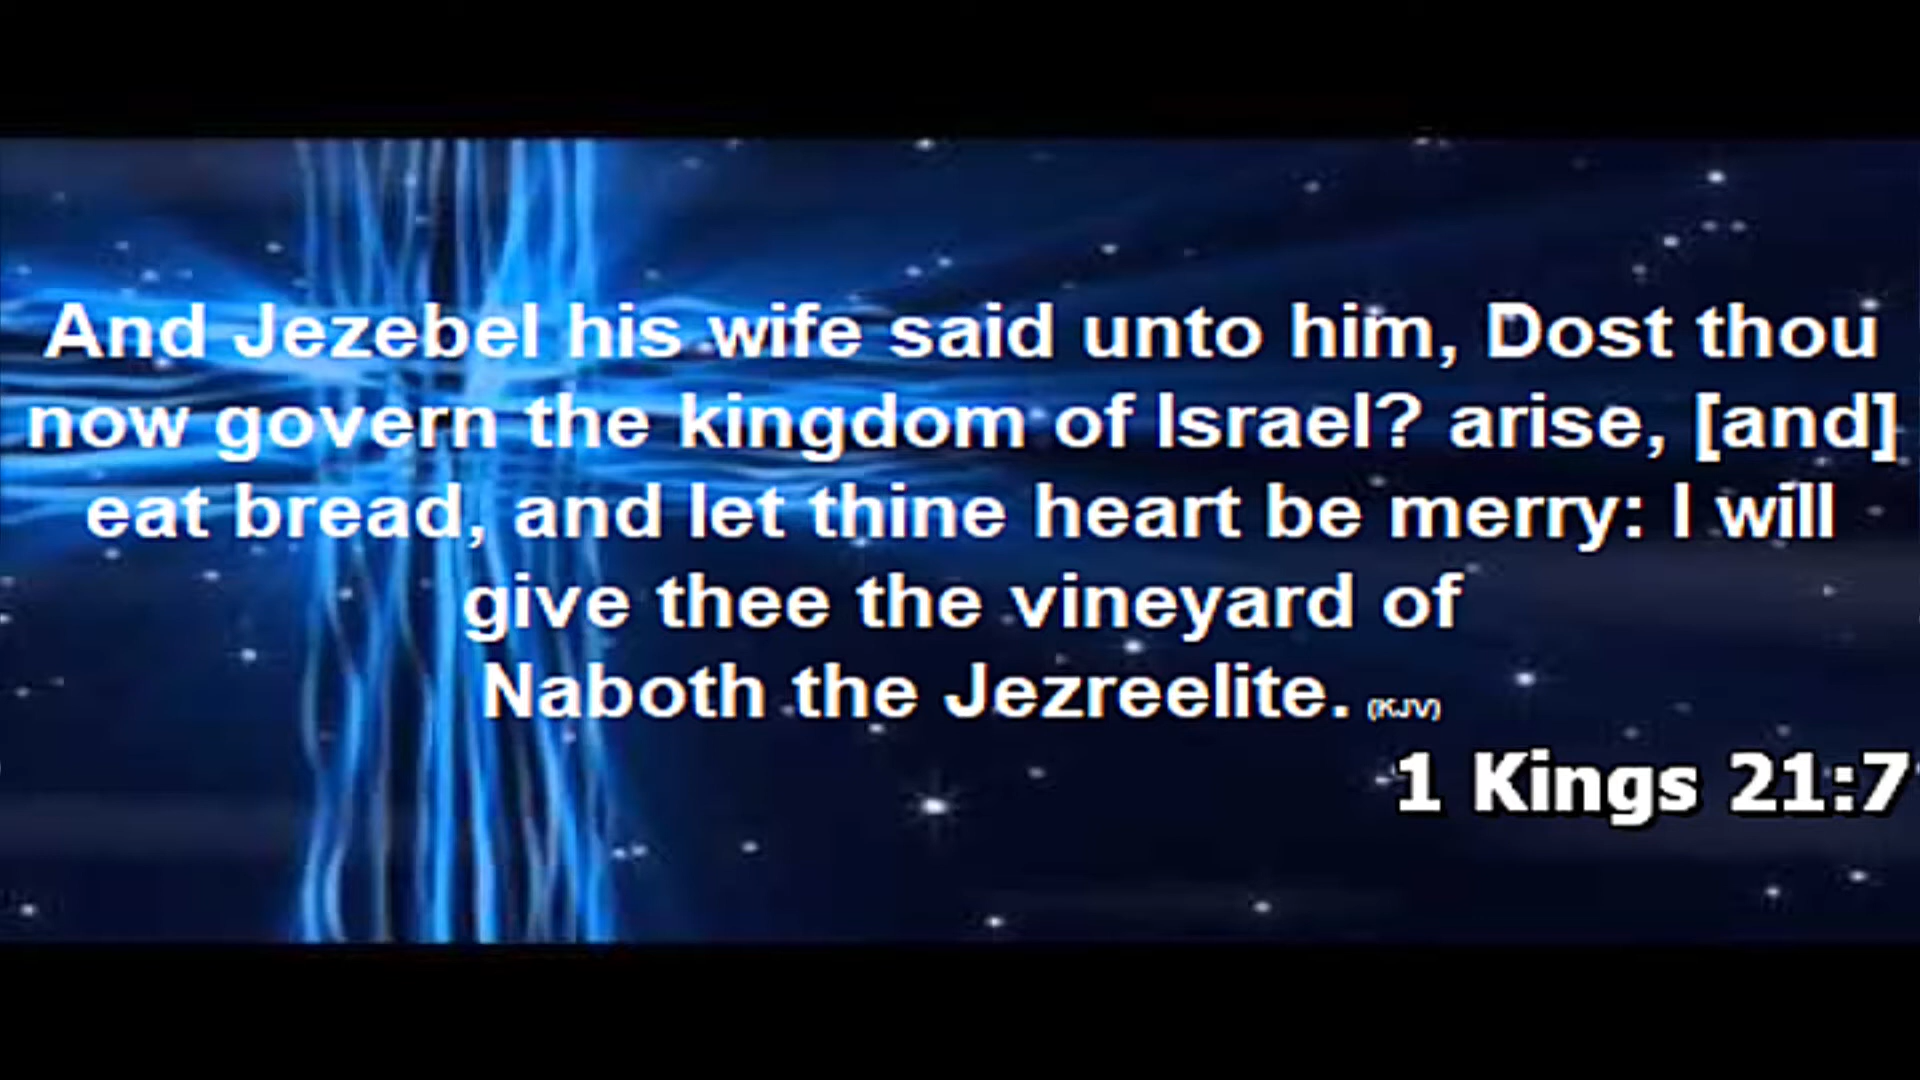 And Jezebel his wife said unto him, Dost thou
now govern the kingdom of Israel? arise, [and]
eat bread, and let thine heart be merry: I will
give thee the vineyard of
Naboth the Jezreelite. (KJV)
1 Kings 21:7